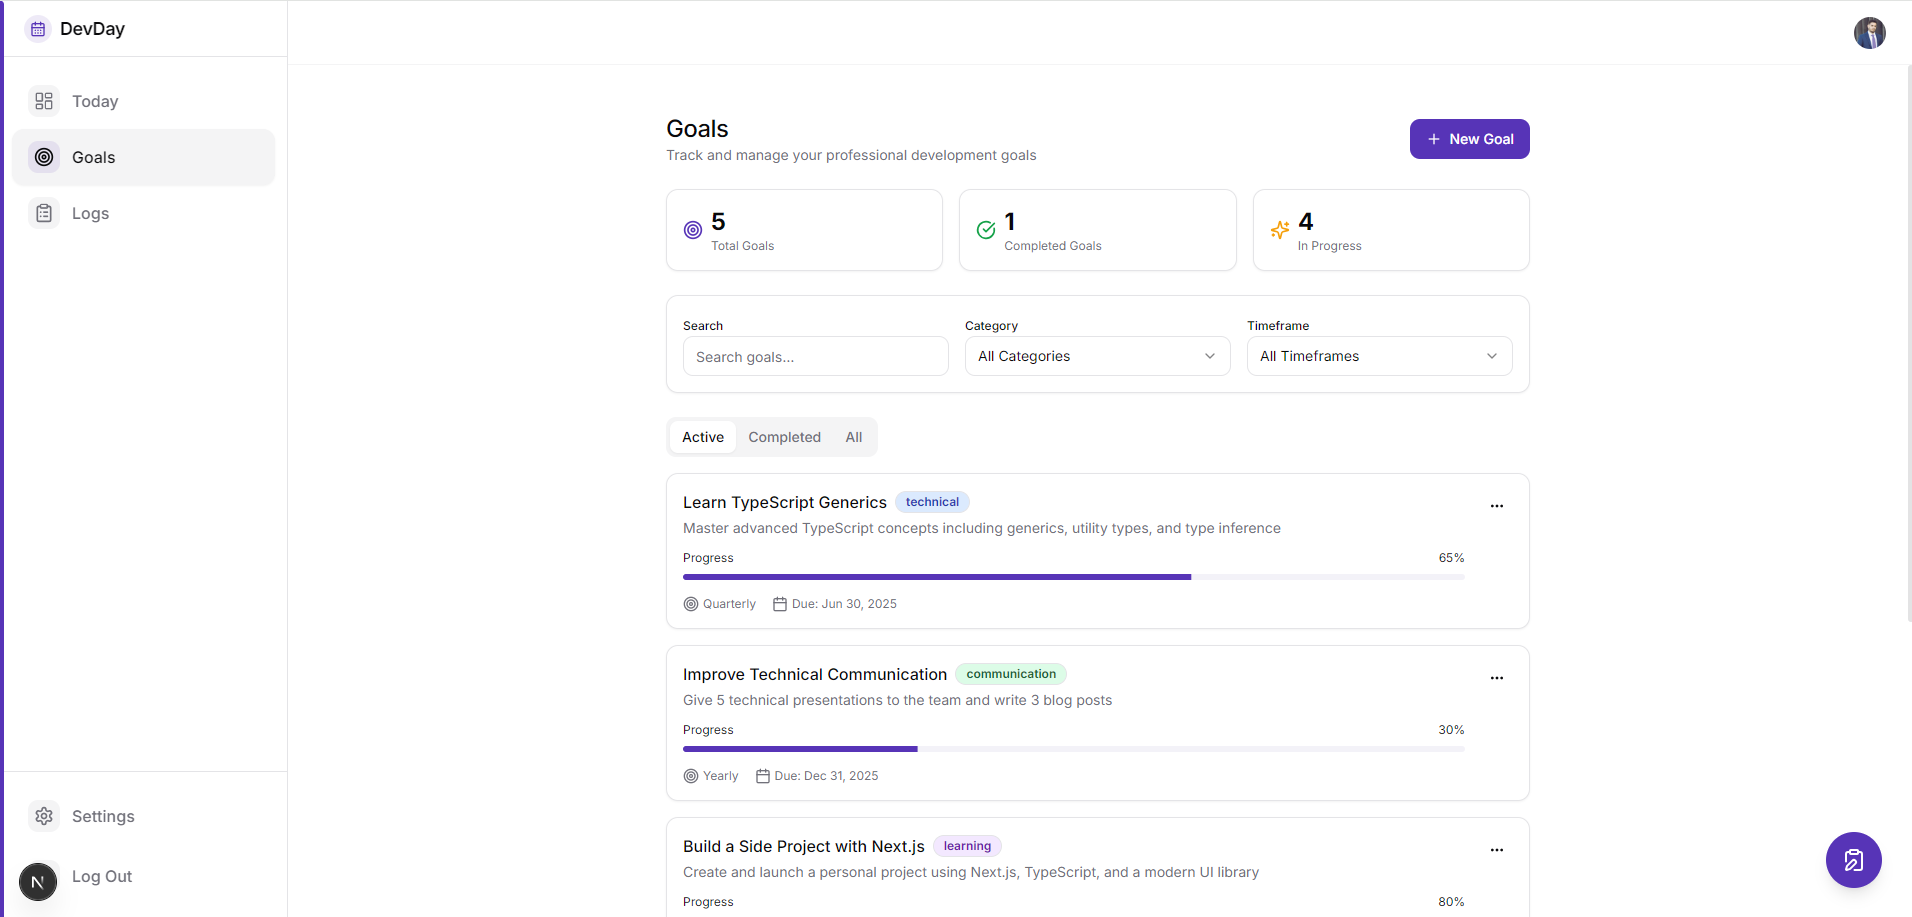 DevDay
Today
Goals
Logs
Settings
N
Log Out
Goals
Track and manage your professional development goals
New Goal
5
Total Goals
1
Completed Goals
4
In Progress
Search
Category
Timeframe
Search goals...
All Categories
All Timeframes
Active Completed All
Learn TypeScript Generics technical
Master advanced TypeScript concepts including generics, utility types, and type inference
Progress 65%
Quarterly Due: Jun 30, 2025
Improve Technical Communication communication
Give 5 technical presentations to the team and write 3 blog posts
Progress 30%
Yearly Due: Dec 31, 2025
Build a Side Project with Next.js learning
Create and launch a personal project using Next.js, TypeScript, and a modern UI library
Progress 80%